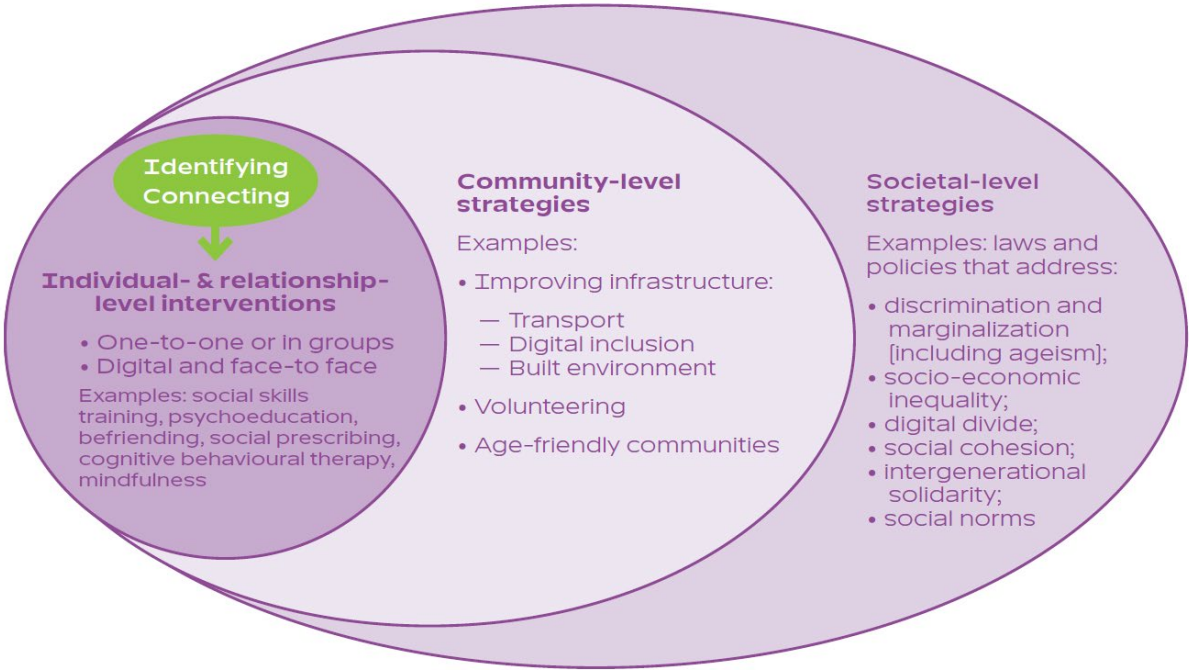 Identifying
Connecting
Individual- & relationship-
level interventions
• One-to-one or in groups
• Digital and face-to face
Examples: social skills
training, psychoeducation,
befriending, social prescribing,
cognitive behavioural therapy,
mindfulness
Community-level
strategies
Examples:
• Improving infrastructure:
— Transport
— Digital inclusion
— Built environment
• Volunteering
• Age-friendly communities
Societal-level
strategies
Examples: laws and
policies that address:
• discrimination and
marginalization
[including ageism];
• socio-economic
inequality;
• digital divide;
• social cohesion;
• intergenerational
solidarity;
• social norms